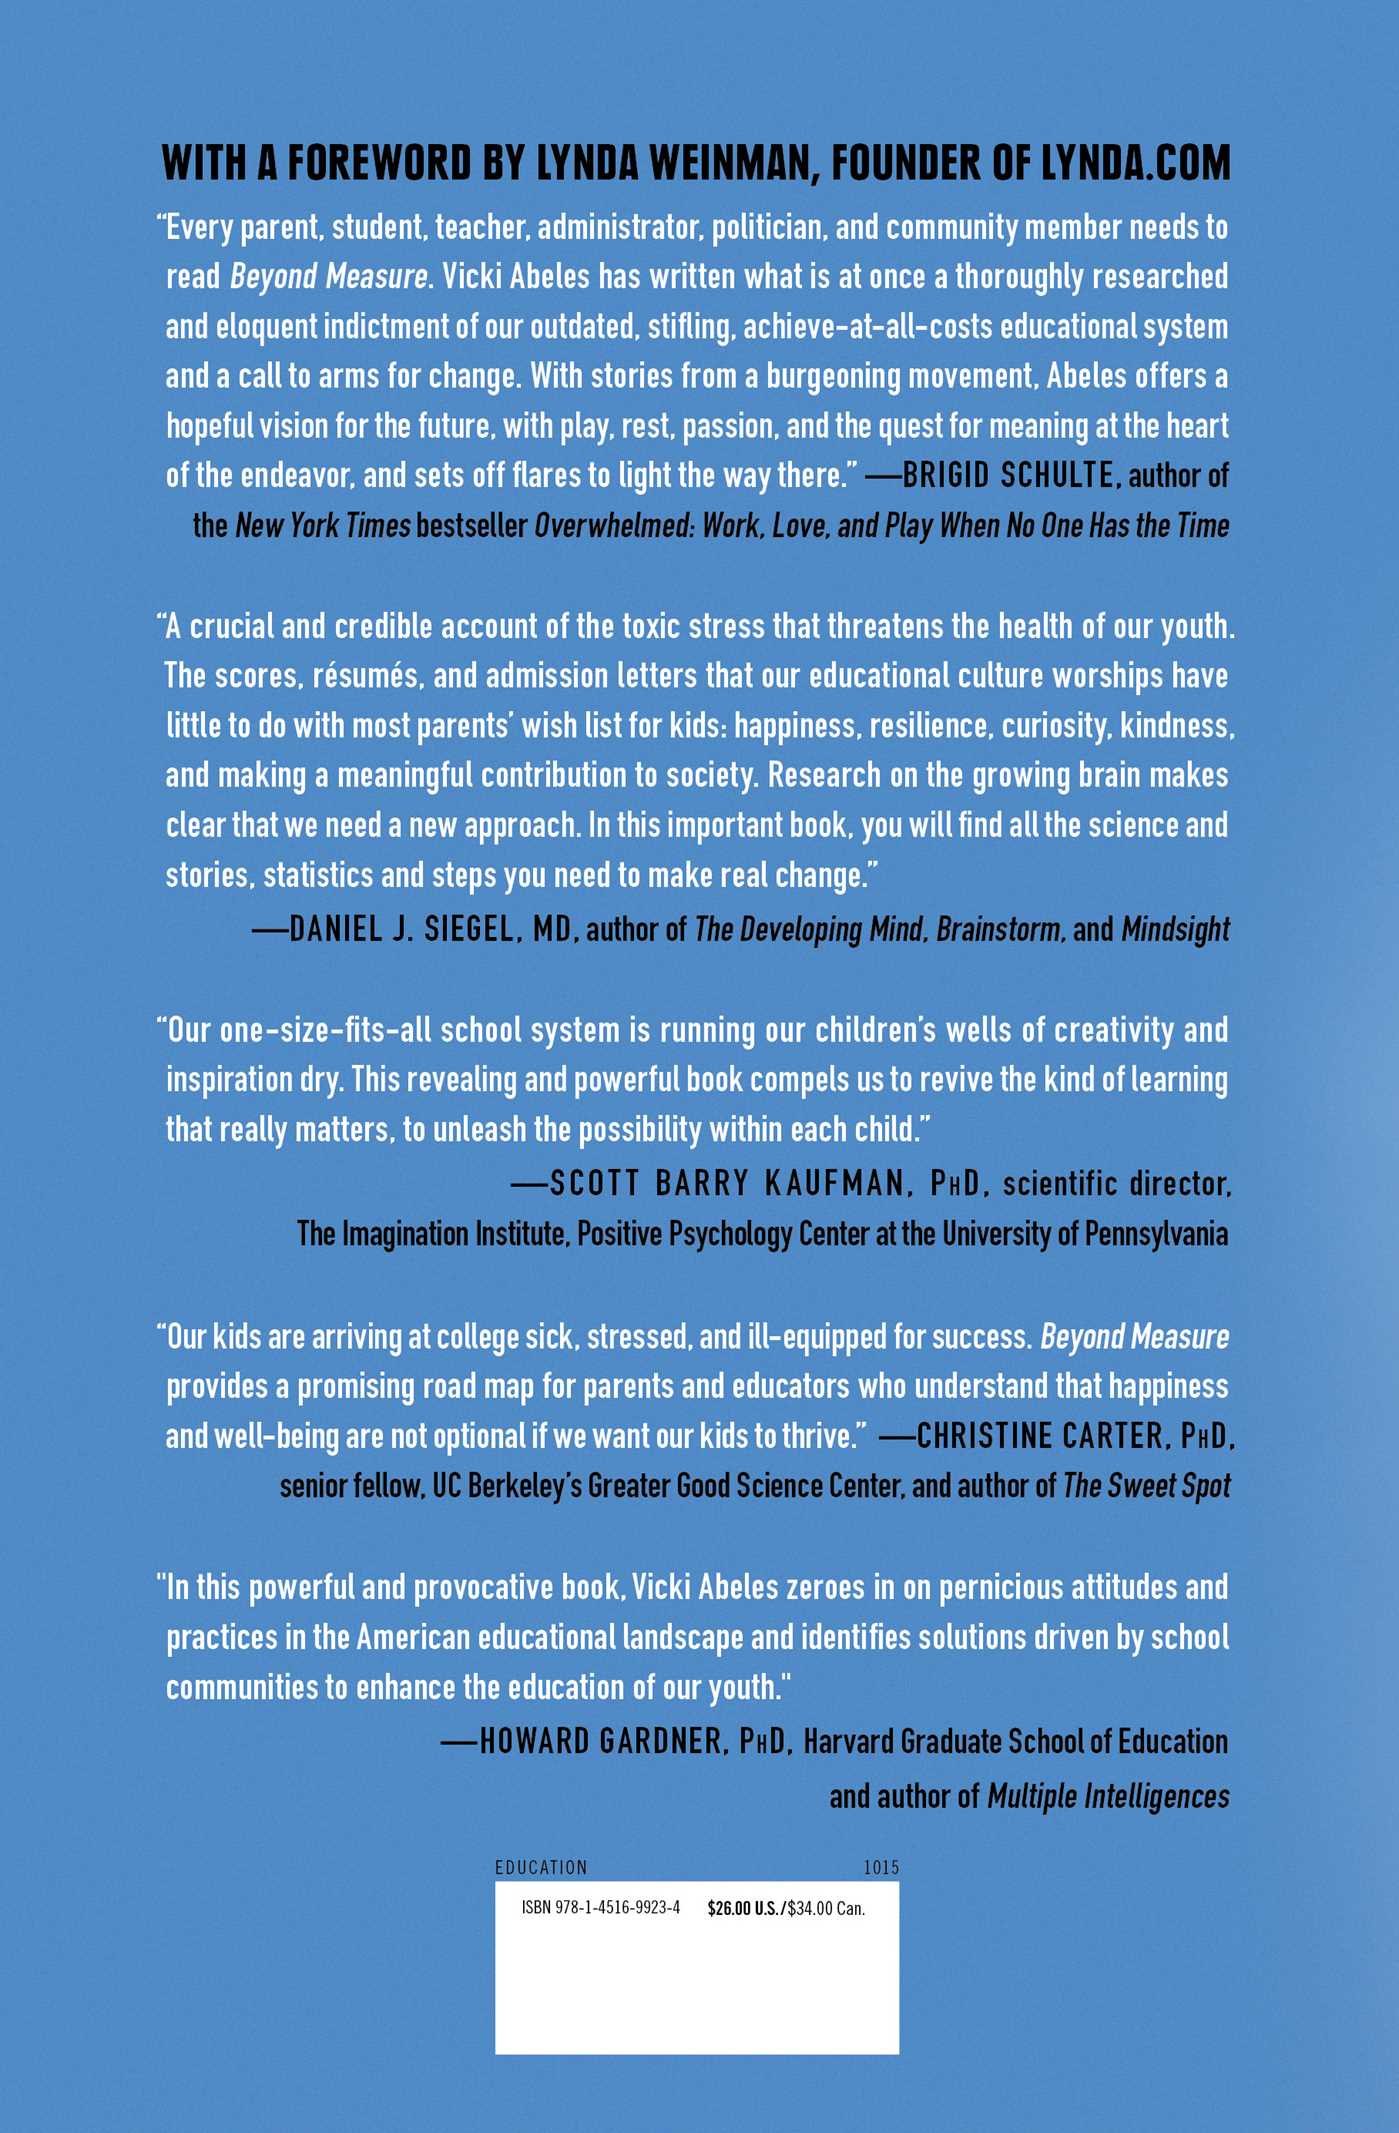 WITH A FOREWORD BY LYNDA WEINMAN, FOUNDER OF LYNDA.COM
“Every parent, student, teacher, administrator, politician, and community member needs to
read Beyond Measure. Vicki Abeles has written what is at once a thoroughly researched
and eloquent indictment of our outdated, stifling, achieve-at-all-costs educational system
and a call to arms for change. With stories from a burgeoning movement, Abeles offers a
hopeful vision for the future, with play, rest, passion, and the quest for meaning at the heart
of the endeavor, and sets off flares to light the way there.” —BRIGID SCHULTE, author of
the New York Times bestseller Overwhelmed: Work, Love, and Play When No One Has the Time
“A crucial and credible account of the toxic stress that threatens the health of our youth.
The scores, résumés, and admission letters that our educational culture worships have
little to do with most parents’ wish list for kids: happiness, resilience, curiosity, kindness,
and making a meaningful contribution to society. Research on the growing brain makes
clear that we need a new approach. In this important book, you will find all the science and
stories, statistics and steps you need to make real change.”
—DANIEL J. SIEGEL, MD, author of The Developing Mind, Brainstorm, and Mindsight
“Our one-size-fits-all school system is running our children’s wells of creativity and
inspiration dry. This revealing and powerful book compels us to revive the kind of learning
that really matters, to unleash the possibility within each child.”
—SCOTT BARRY KAUFMAN, PHD, scientific director,
The Imagination Institute, Positive Psychology Center at the University of Pennsylvania
“Our kids are arriving at college sick, stressed, and ill-equipped for success. Beyond Measure
provides a promising road map for parents and educators who understand that happiness
and well-being are not optional if we want our kids to thrive.” —CHRISTINE CARTER, PHD,
senior fellow, UC Berkeley’s Greater Good Science Center, and author of The Sweet Spot
"In this powerful and provocative book, Vicki Abeles zeroes in on pernicious attitudes and
practices in the American educational landscape and identifies solutions driven by school
communities to enhance the education of our youth."
—HOWARD GARDNER, PHD, Harvard Graduate School of Education
and author of Multiple Intelligences
EDUCATION 1015
ISBN 978-1-4516-9923-4 $26.00 U.S./$34.00 Can.